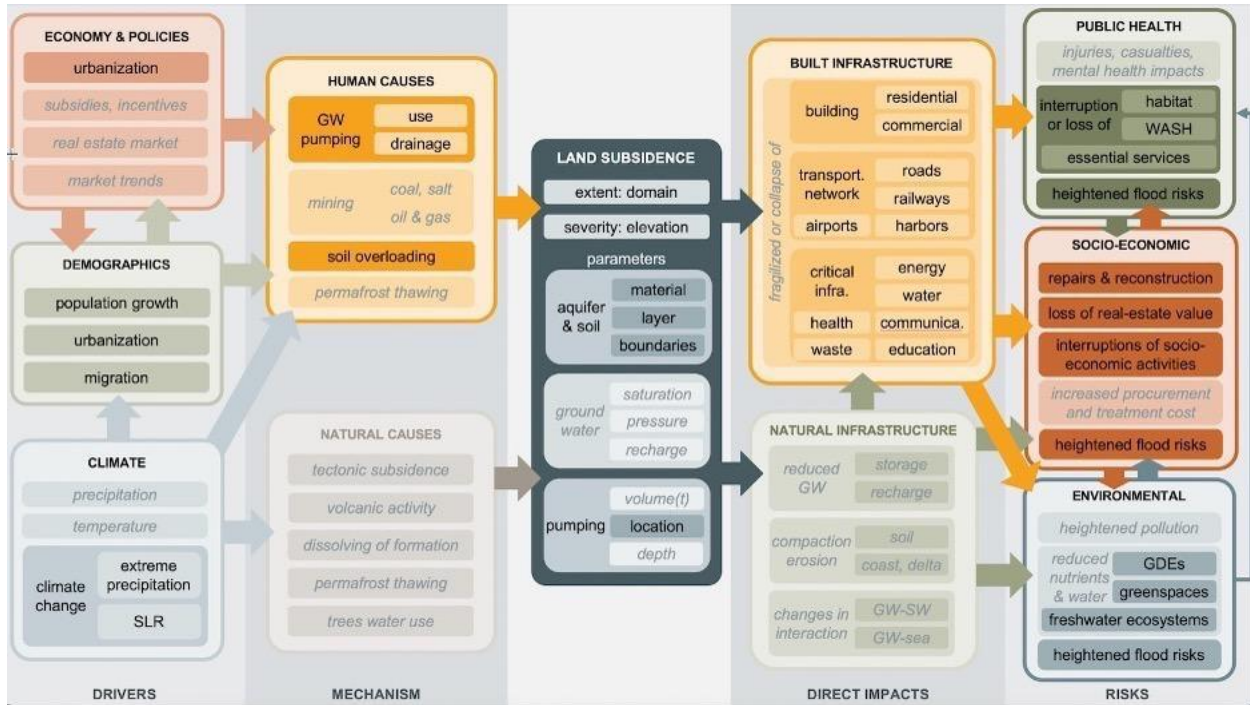 ECONOMY & POLICIES
urbanization
subsidies, incentives
real estate market
market trends
DEMOGRAPHICS
population growth
urbanization
migration
CLIMATE
precipitation
temperature
climate
change
extreme
precipitation
SLR
DRIVERS
HUMAN CAUSES
GW
pumping
use
drainage
mining
coal, salt
oil & gas
soil overloading
permafrost thawing
NATURAL CAUSES
tectonic subsidence
volcanic activity
dissolving of formation
permafrost thawing
trees water use
MECHANISM
LAND SUBSIDENCE
extent: domain
severity: elevation
parameters
aquifer
& soil
material
layer
boundaries
ground
water
saturation
pressure
recharge
pumping
volume(t)
location
depth
BUILT INFRASTRUCTURE
fragilized or collapse of
building
residential
commercial
transport.
network
roads
railways
airports
harbors
critical
infra.
energy
water
health
communica.
waste
education
NATURAL INFRASTRUCTURE
reduced
GW
storage
recharge
compaction
erosion
soil
coast, delta
changes in
interaction
GW-SW
GW-sea
DIRECT IMPACTS
PUBLIC HEALTH
injuries, casualties,
mental health impacts
interruption
or loss of
habitat
WASH
essential services
heightened flood risks
SOCIO-ECONOMIC
repairs & reconstruction
loss of real-estate value
interruptions of socio-
economic activities
increased procurement
and treatment cost
heightened flood risks
ENVIRONMENTAL
heightened pollution
reduced
nutrients
& water
GDEs
greenspaces
freshwater ecosystems
heightened flood risks
RISKS